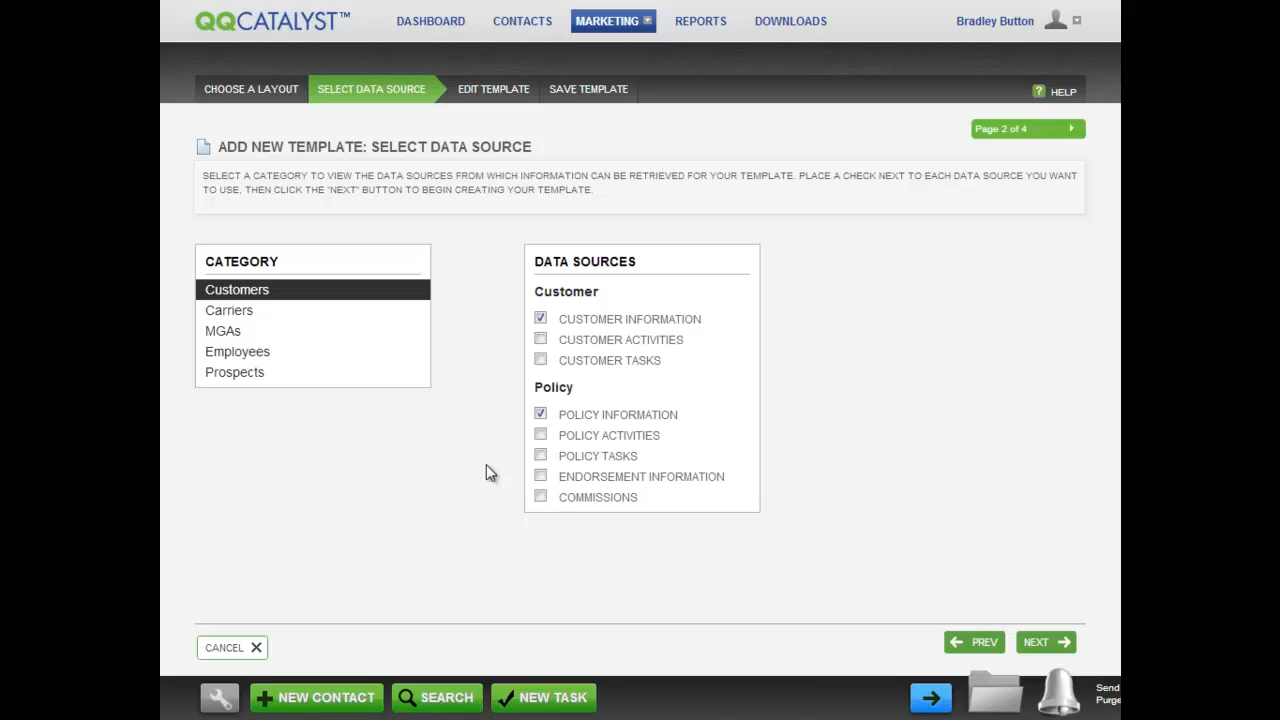 QQCATALYST™ DASHBOARD CONTACTS MARKETING REPORTS DOWNLOADS Bradley Button
CHOOSE A LAYOUT SELECT DATA SOURCE EDIT TEMPLATE SAVE TEMPLATE ? HELP
Page 2 of 4
ADD NEW TEMPLATE: SELECT DATA SOURCE
SELECT A CATEGORY TO VIEW THE DATA SOURCES FROM WHICH INFORMATION CAN BE RETRIEVED FOR YOUR TEMPLATE. PLACE A CHECK NEXT TO EACH DATA SOURCE YOU WANT
TO USE, THEN CLICK THE "NEXT" BUTTON TO BEGIN CREATING YOUR TEMPLATE.
CATEGORY
Customers
Carriers
MGAs
Employees
Prospects
DATA SOURCES
Customer
CUSTOMER INFORMATION
CUSTOMER ACTIVITIES
CUSTOMER TASKS
Policy
POLICY INFORMATION
POLICY ACTIVITIES
POLICY TASKS
ENDORSEMENT INFORMATION
COMMISSIONS
CANCEL PREV NEXT
NEW CONTACT SEARCH NEW TASK
Send
Purge